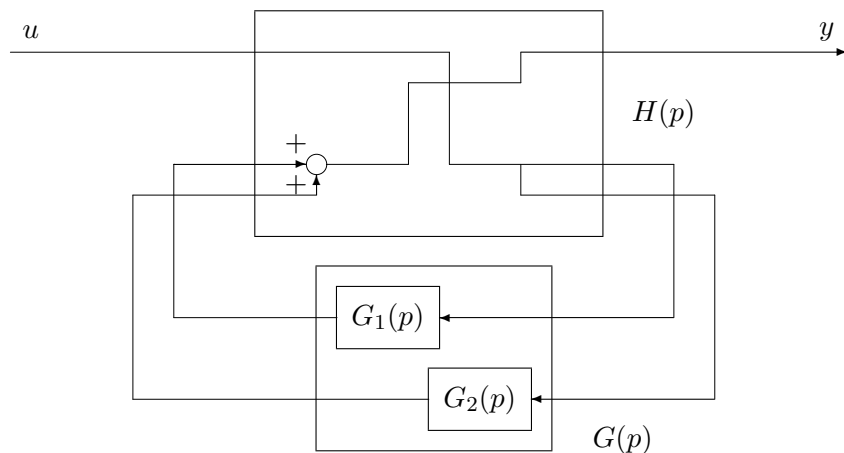 u
y
H(p)
+
+
G₁(p)
G₂(p)
G(p)